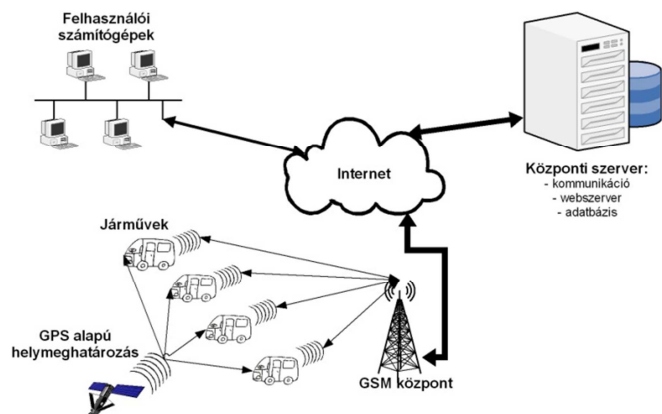 Felhasználói
számítógépek
Internet
Központi szerver:
- kommunikáció
- webszerver
- adatbázis
Járművek
GPS alapú
helymeghatározás
GSM központ